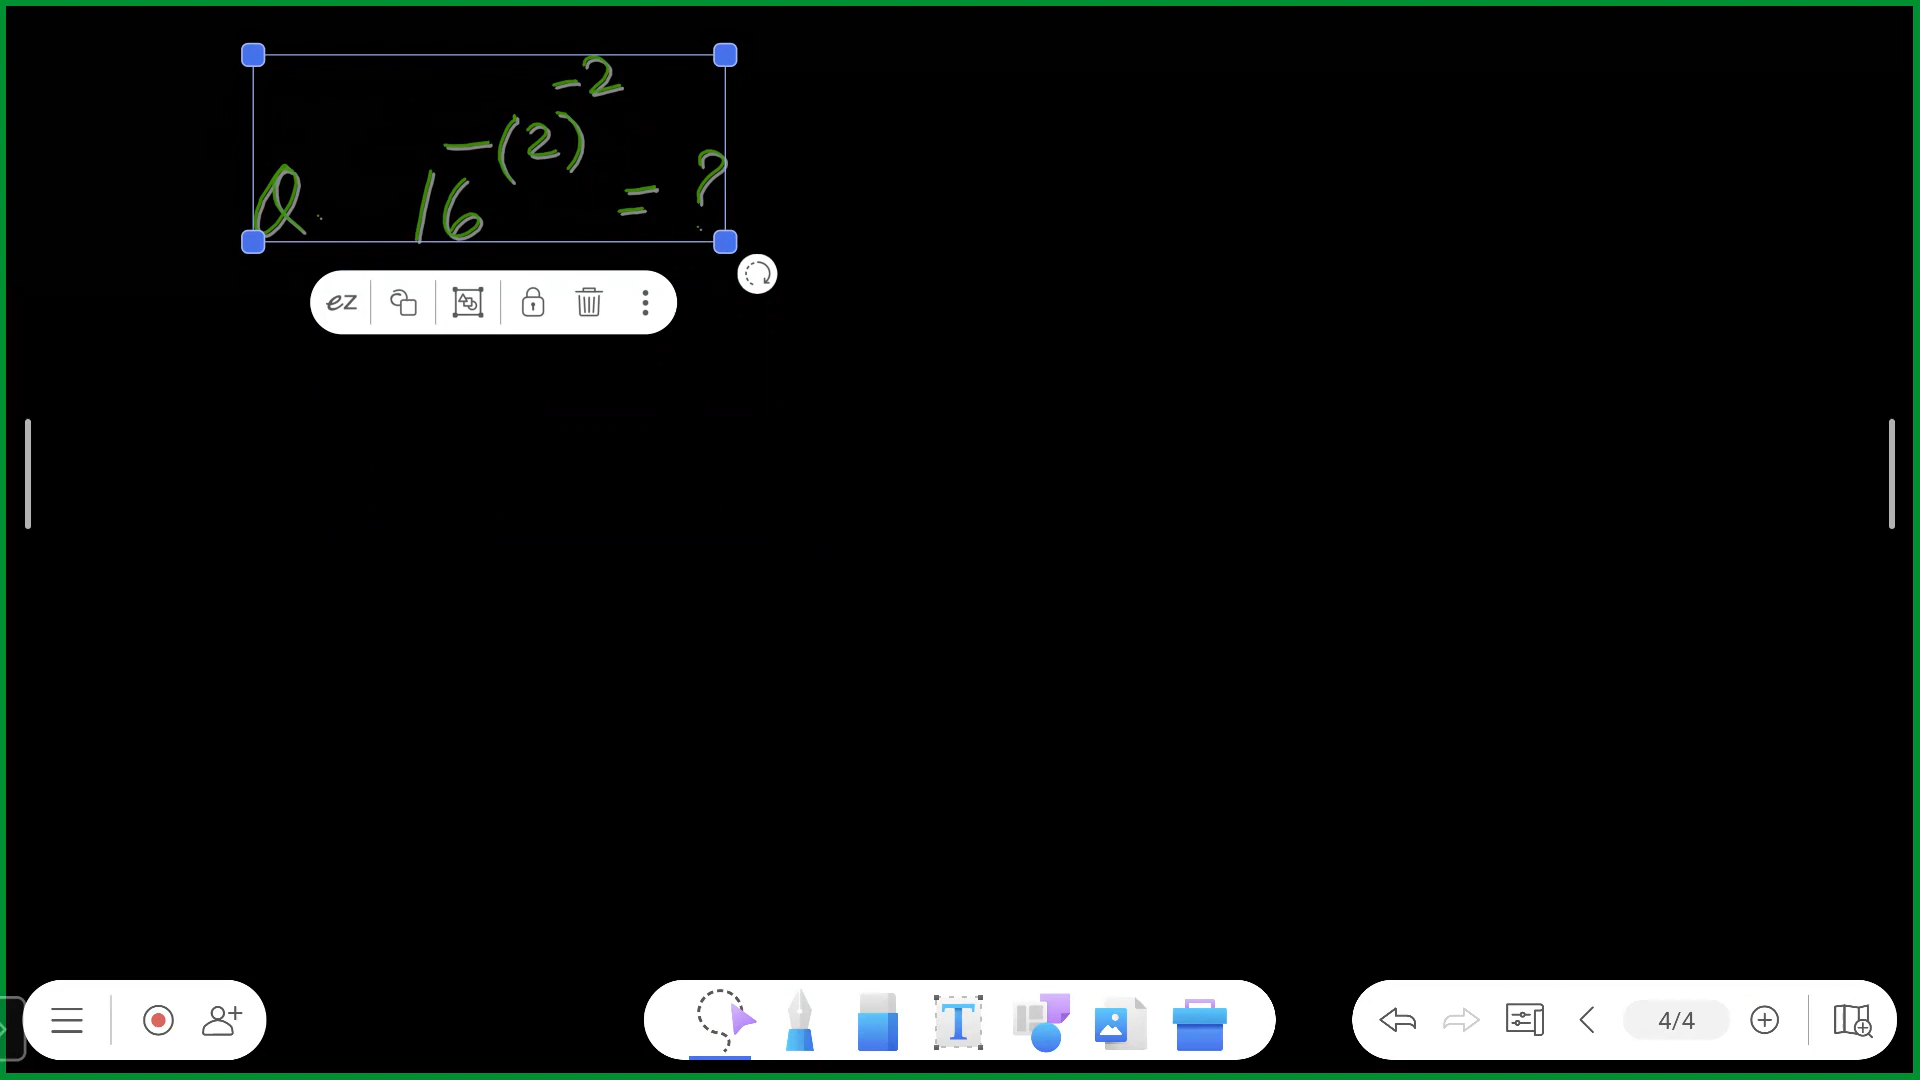 Q. 16^-(2)^-2 = ?
ez
T
4/4